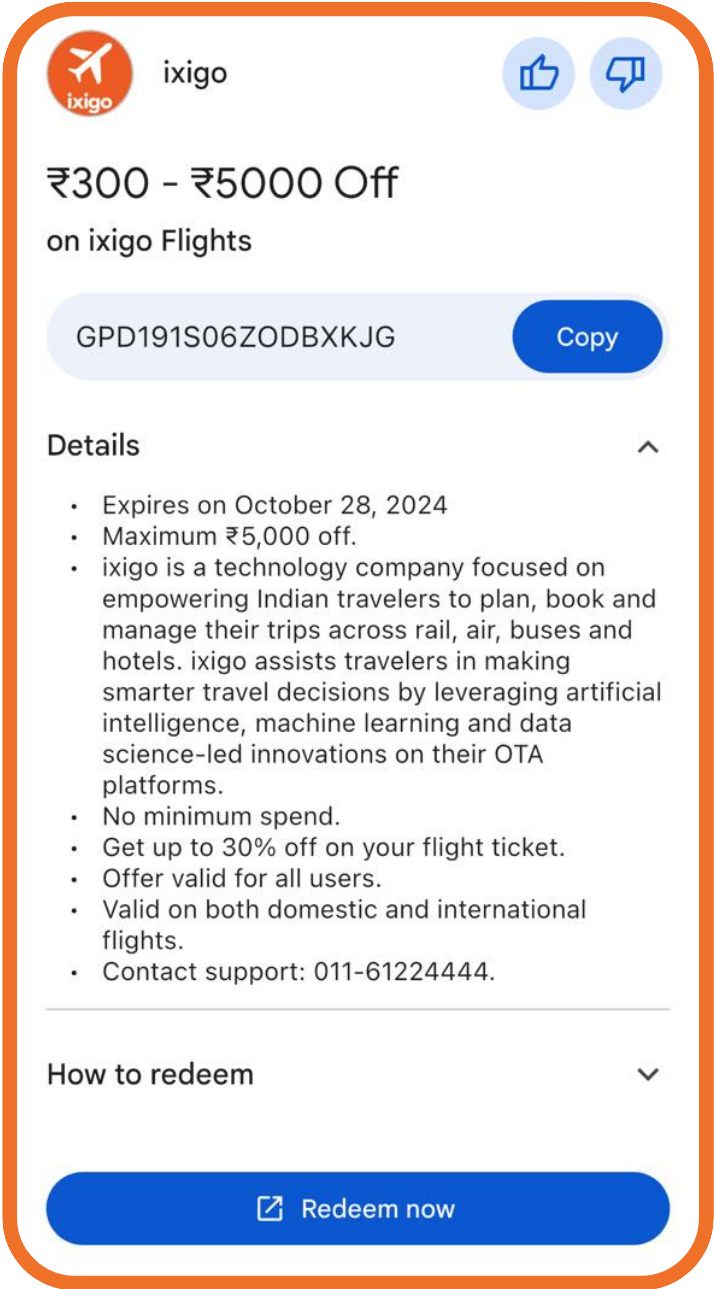 ixigo
ixigo
₹300 - ₹5000 Off
on ixigo Flights
GPD191S06ZODBXKJG
Copy
Details
• Expires on October 28, 2024
• Maximum ₹5,000 off.
• ixigo is a technology company focused on
empowering Indian travelers to plan, book and
manage their trips across rail, air, buses and
hotels. ixigo assists travelers in making
smarter travel decisions by leveraging artificial
intelligence, machine learning and data
science-led innovations on their OTA
platforms.
• No minimum spend.
• Get up to 30% off on your flight ticket.
• Offer valid for all users.
• Valid on both domestic and international
flights.
• Contact support: 011-61224444.
How to redeem
Redeem now